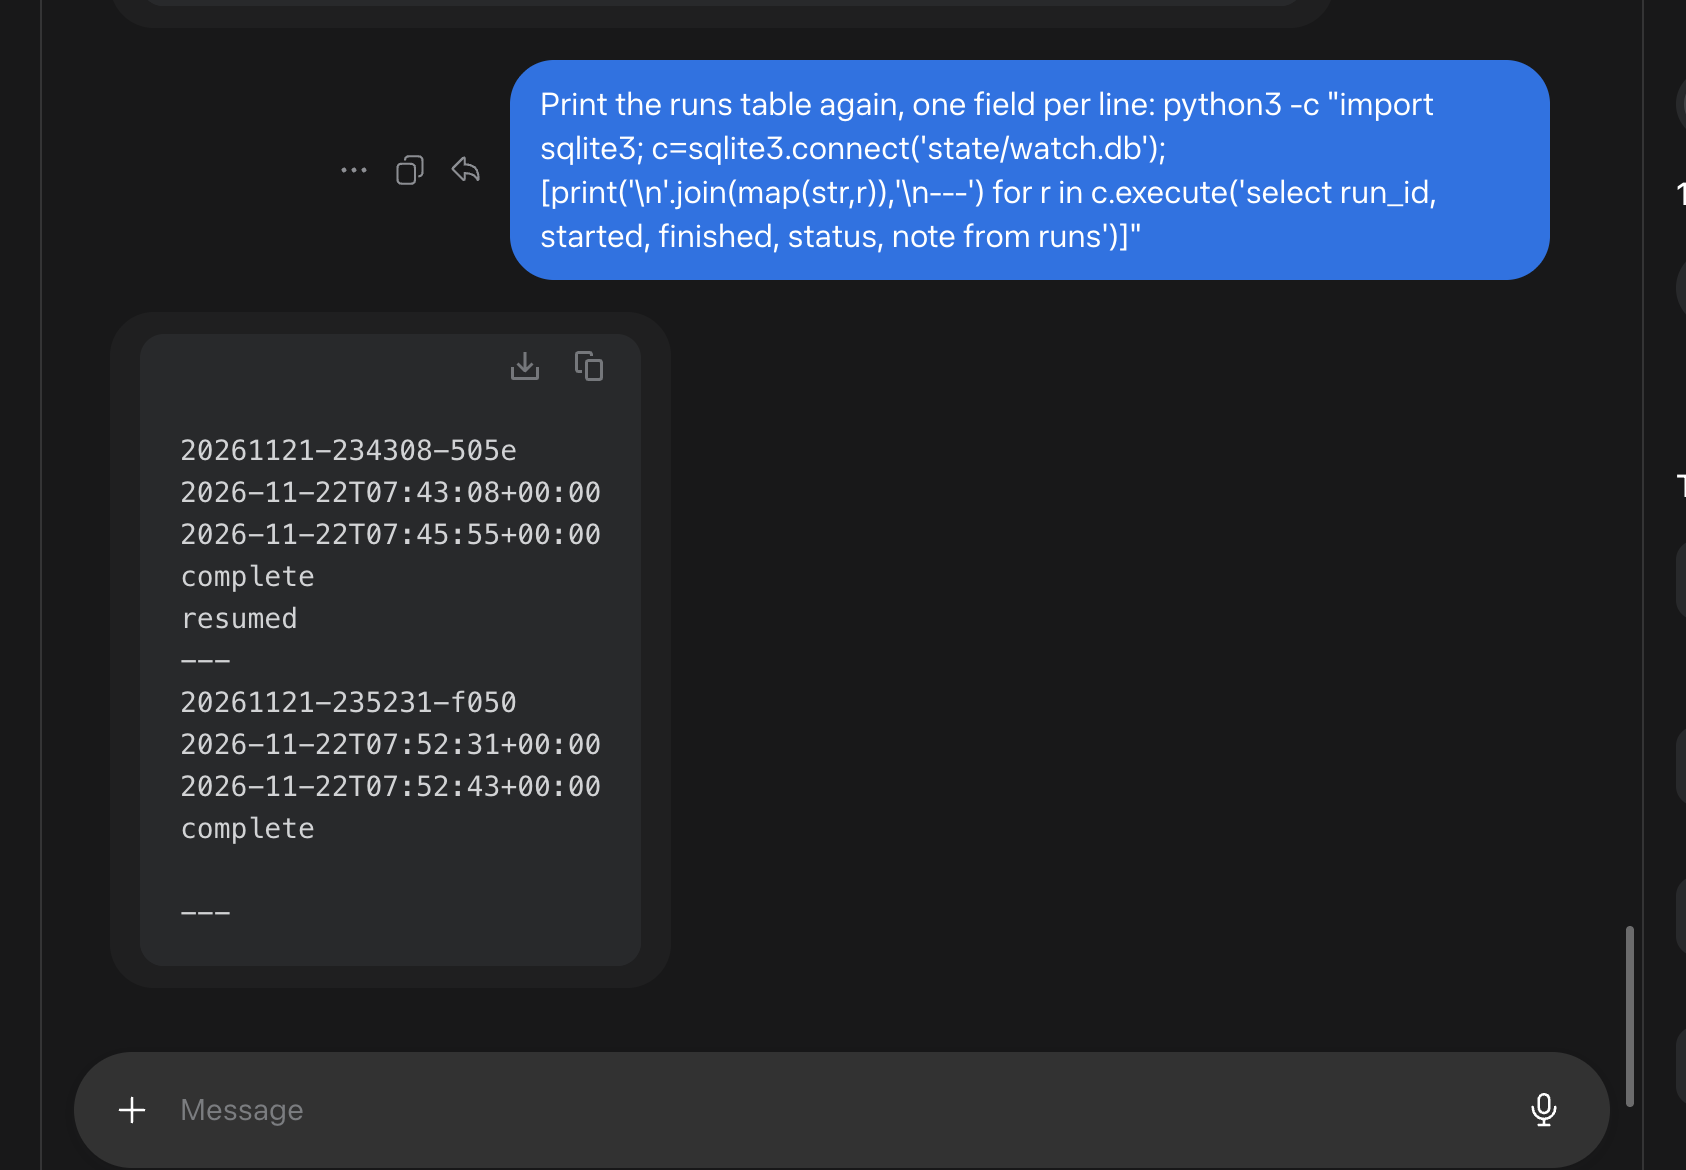 Print the runs table again, one field per line: python3 -c "import
sqlite3; c=sqlite3.connect('state/watch.db');
[print('\n'.join(map(str,r)),'\n---') for r in c.execute('select run_id,
started, finished, status, note from runs')]"
20261121-234308-505e
2026-11-22T07:43:08+00:00
2026-11-22T07:45:55+00:00
complete
resumed
---
20261121-235231-f050
2026-11-22T07:52:31+00:00
2026-11-22T07:52:43+00:00
complete
---
Message